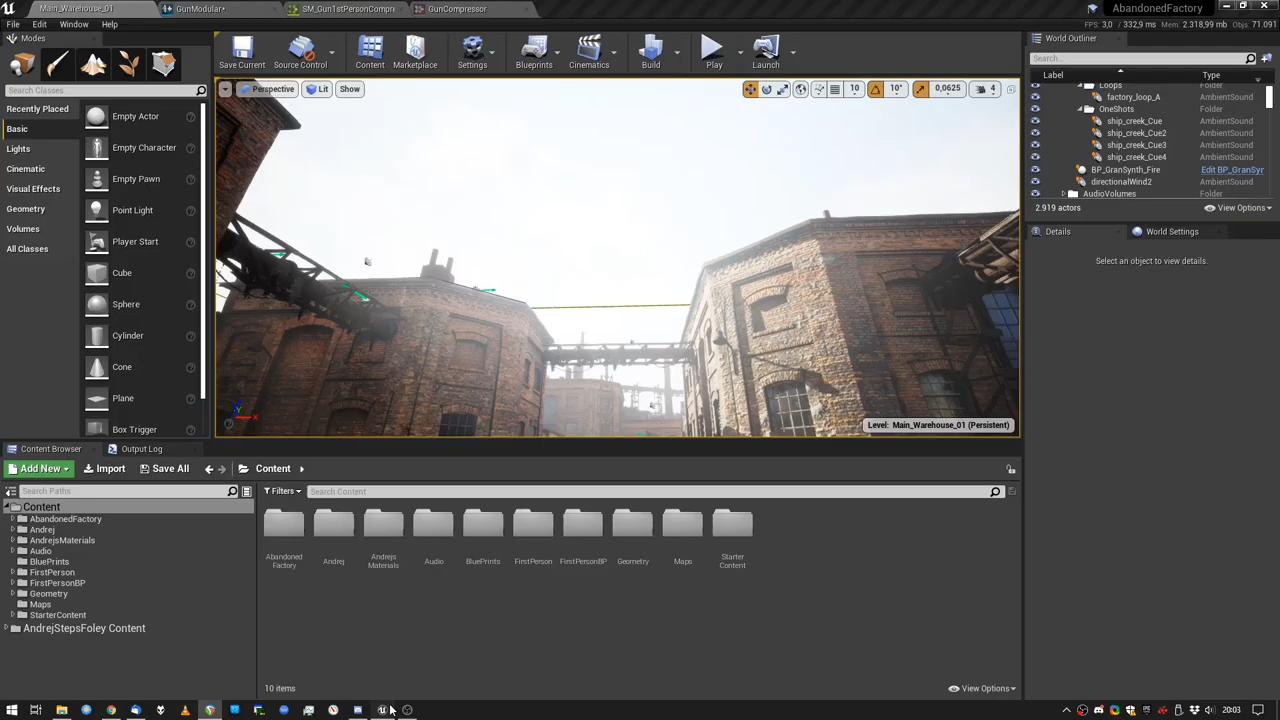 Main_Warehouse_01
GunModular*
SM_Gun1stPersonCompr
GunCompressor
AbandonedFactory
File Edit Window Help
FPS: 3,0 / 332,9 ms Mem: 2.318,99 mb Objs: 71.091
Modes
Search Classes
Recently Placed
Basic
Lights
Cinematic
Visual Effects
Geometry
Volumes
All Classes
Empty Actor
Empty Character
Empty Pawn
Point Light
Player Start
Cube
Sphere
Cylinder
Cone
Plane
Box Trigger
Save Current
Source Control
Content
Marketplace
Settings
Blueprints
Cinematics
Build
Play
Launch
Perspective
Lit
Show
10
10°
0,0625
4
Level: Main_Warehouse_01 (Persistent)
World Outliner
Search...
Label Type
Loops Folder
factory_loop_A AmbientSound
OneShots Folder
ship_creek_Cue AmbientSound
ship_creek_Cue2 AmbientSound
ship_creek_Cue3 AmbientSound
ship_creek_Cue4 AmbientSound
BP_GranSynth_Fire Edit BP_GranSyr
directionalWind2 AmbientSound
AudioVolumes Folder
2.919 actors
View Options
Details
World Settings
Select an object to view details.
Content Browser
Output Log
Add New
Import
Save All
Content
Search Paths
Filters
Search Content
Content
AbandonedFactory
Andrej
AndrejsMaterials
Audio
BluePrints
FirstPerson
FirstPersonBP
Geometry
Maps
StarterContent
AndrejStepsFoley Content
Abandoned
Factory
Andrej
Andrejs
Materials
Audio
BluePrints
FirstPerson
FirstPersonBP
Geometry
Maps
Starter
Content
10 items
View Options
20:03